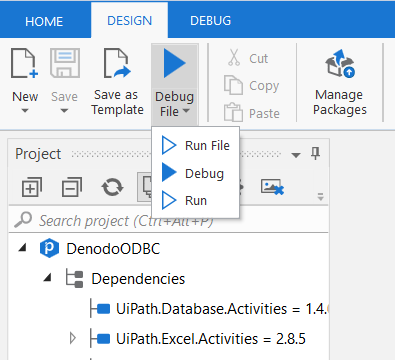 HOME DESIGN DEBUG
New Save Save as Template Debug File Cut Copy Paste Manage Packages
Run File
Debug
Run
Project
Search project (Ctrl+Alt+P)
DenodoODBC
Dependencies
UiPath.Database.Activities = 1.4.
UiPath.Excel.Activities = 2.8.5